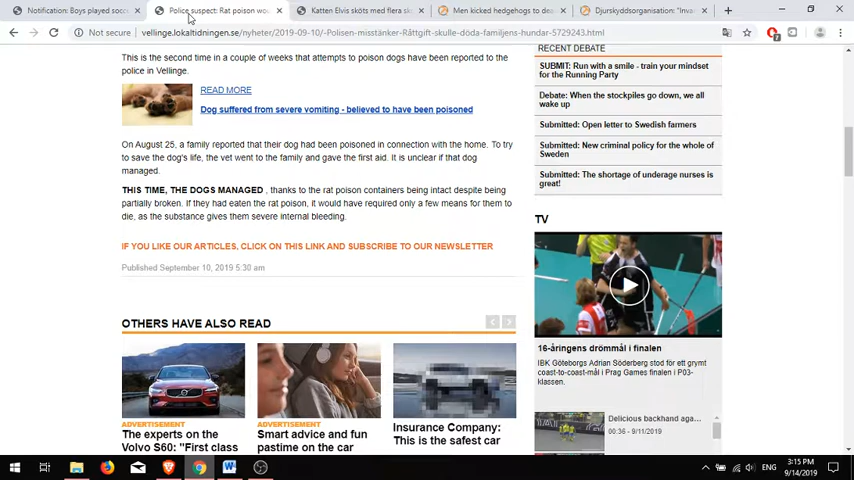 Notification: Boys played socc
Police suspect: Rat poison wou
Katten Elvis sköts med flera sk
Men kicked hedgehogs to dea
Djurskyddsorganisation: "Inva
Not secure
vellinge.lokaltidningen.se/nyheter/2019-09-10/-Polisen-misstänker-Råttgift-skulle-döda-familjens-hundar-5729243.html
This is the second time in a couple of weeks that attempts to poison dogs have been reported to the
police in Vellinge.
READ MORE
Dog suffered from severe vomiting - believed to have been poisoned
On August 25, a family reported that their dog had been poisoned in connection with the home. To try
to save the dog's life, the vet went to the family and gave the first aid. It is unclear if that dog
managed.
THIS TIME, THE DOGS MANAGED , thanks to the rat poison containers being intact despite being
partially broken. If they had eaten the rat poison, it would have required only a few means for them to
die, as the substance gives them severe internal bleeding.
IF YOU LIKE OUR ARTICLES, CLICK ON THIS LINK AND SUBSCRIBE TO OUR NEWSLETTER
Published September 10, 2019 5:30 am
OTHERS HAVE ALSO READ
ADVERTISEMENT
The experts on the
Volvo S60: "First class
ADVERTISEMENT
Smart advice and fun
pastime on the car
Insurance Company:
This is the safest car
RECENT DEBATE
SUBMIT: Run with a smile - train your mindset
for the Running Party
Debate: When the stockpiles go down, we all
wake up
Submitted: Open letter to Swedish farmers
Submitted: New criminal policy for the whole of
Sweden
Submitted: The shortage of underage nurses is
great!
TV
16-åringens drömmål i finalen
IBK Göteborgs Adrian Söderberg stod för ett grymt
coast-to-coast-mål i Prag Games finalen i P03-
klassen.
Delicious backhand aga...
00:36 - 9/11/2019
ENG
3:15 PM
9/14/2019